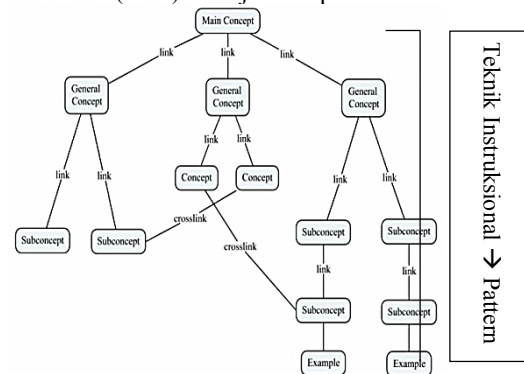 Main Concept
link
link
link
General
Concept
General
Concept
General
Concept
link
link
link
link
link
link
Concept
Concept
Subconcept
Subconcept
crosslink
crosslink
Subconcept
Subconcept
link
link
Subconcept
Subconcept
Example
Example
Teknik Instruksional → Pattern